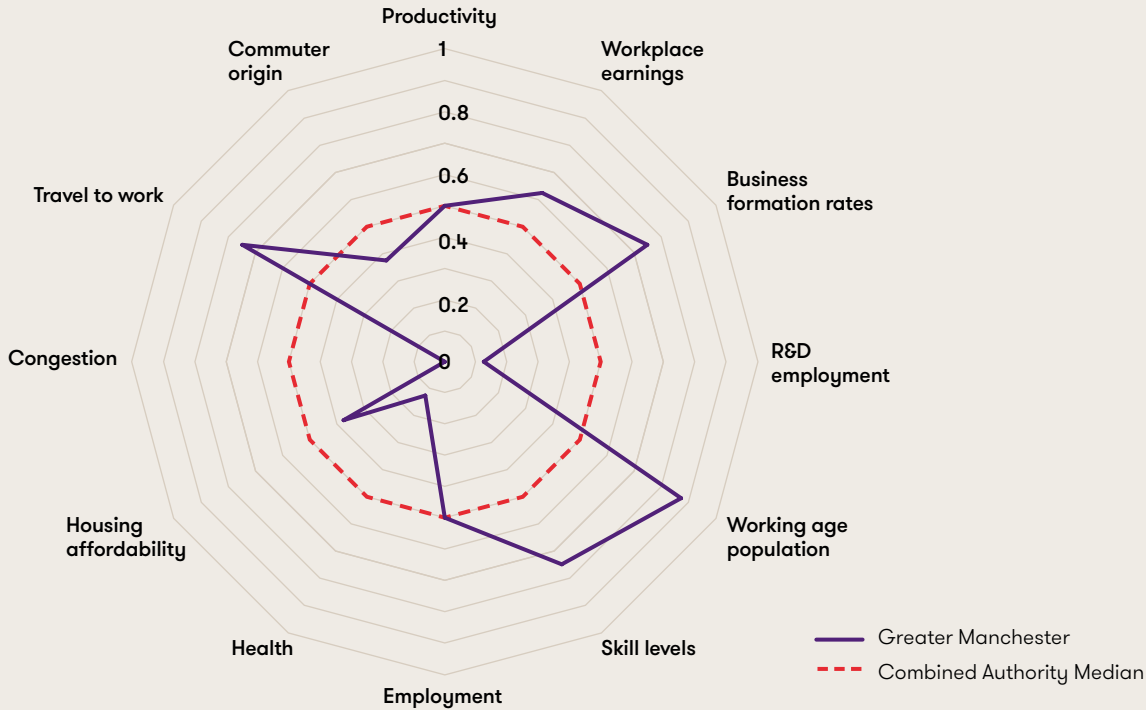 Productivity
Commuter
origin
Workplace
earnings
1
0.8
0.6
0.4
0.2
0
Travel to work
Business
formation rates
Congestion
R&D
employment
Housing
affordability
Working age
population
Health
Skill levels
Employment
Greater Manchester
Combined Authority Median